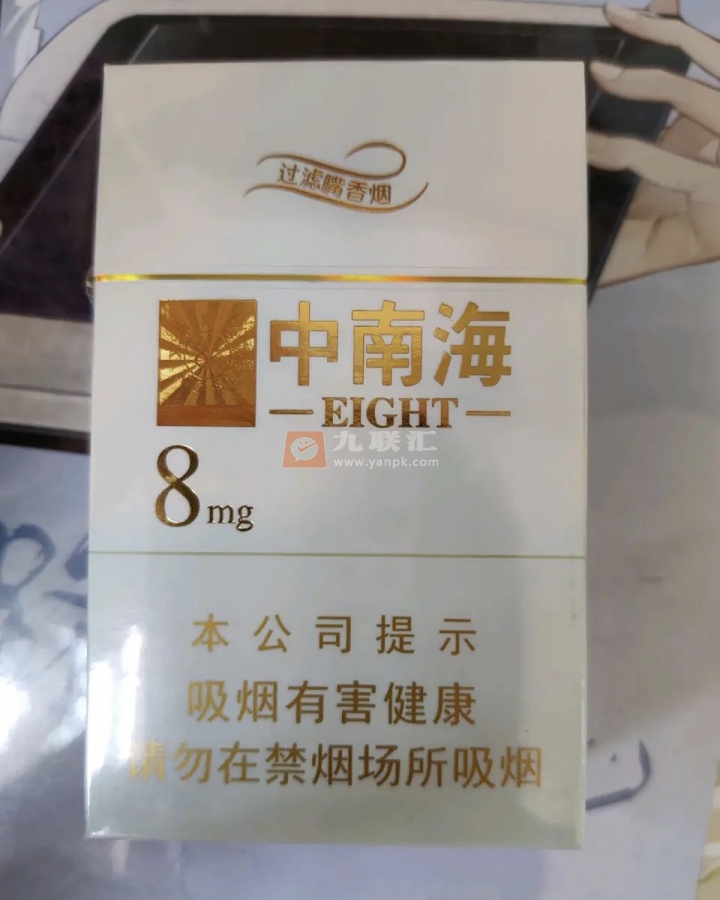 过滤嘴香烟
中南海
EIGHT
九联汇
www.yanpk.com
8mg
本公司提示
吸烟有害健康
请勿在禁烟场所吸烟